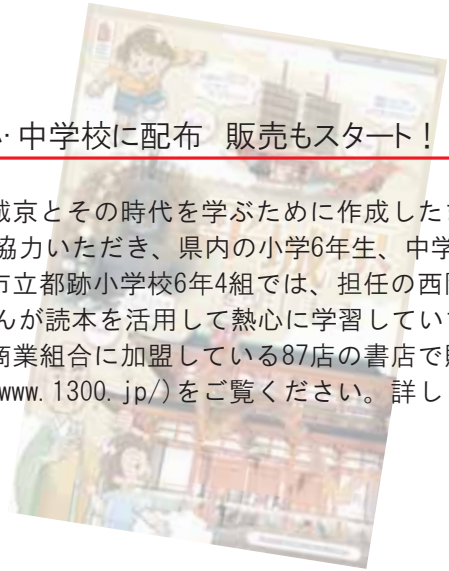 ・中学校に配布 販売もスタート！
城京とその時代を学ぶために作成した
協力いただき、県内の小学6年生、中学
市立都跡小学校6年4組では、担任の西
んが読本を活用して熱心に学習してい
商業組合に加盟している87店の書店で
www.1300.jp/)をご覧ください。詳し